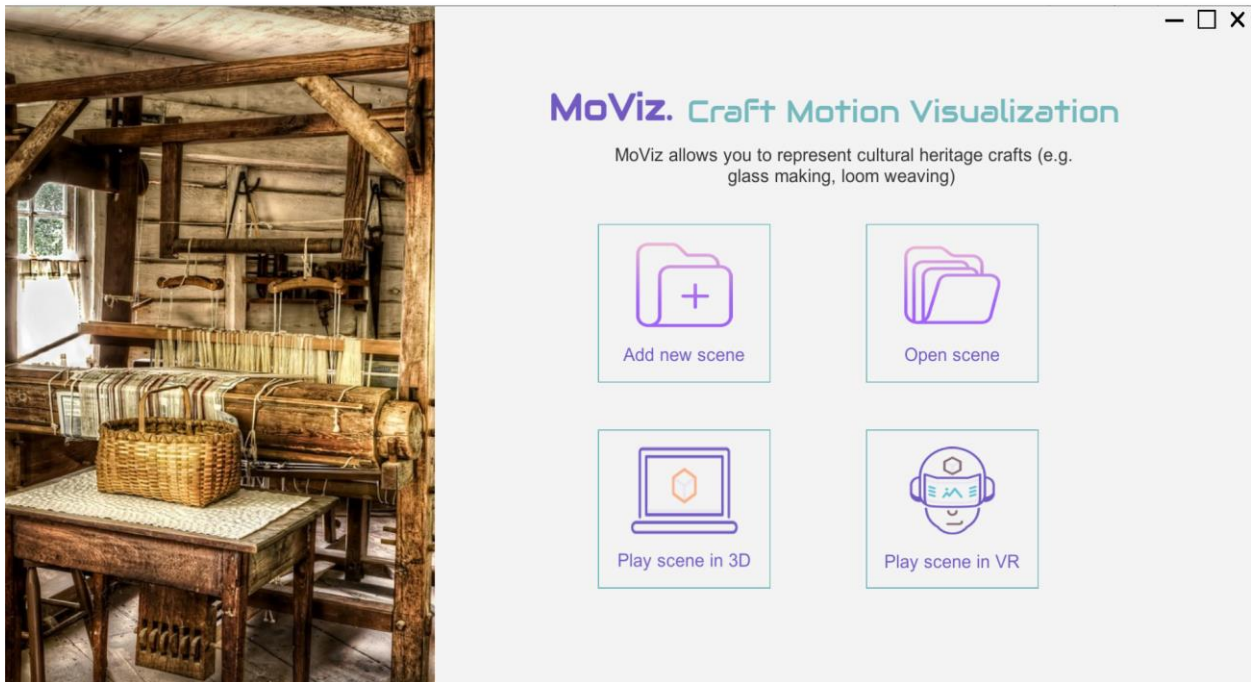 MoViz. Craft Motion Visualization
MoViz allows you to represent cultural heritage crafts (e.g.
glass making, loom weaving)
Add new scene
Open scene
Play scene in 3D
Play scene in VR